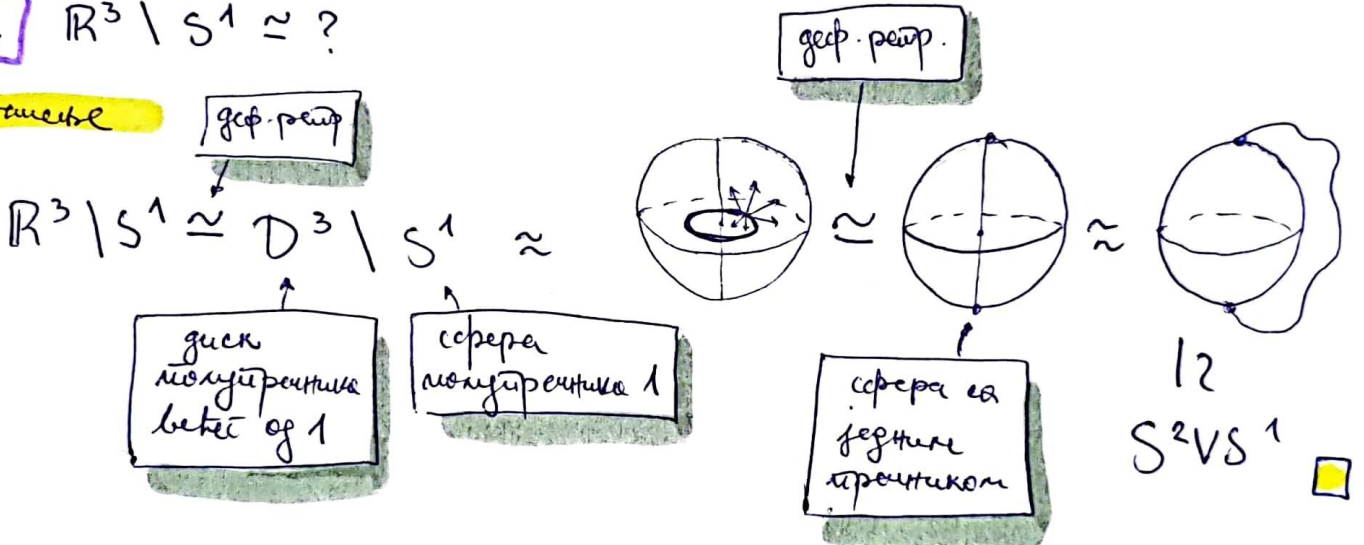 ℝ³ \ S¹ ≃ ?
деф. ретр.
деф. ретр
ℝ³ \ S¹ ≃ D³ \ S¹ ≈ ≃ ≈
диск
полупречника
већег од 1
сфера
полупречника 1
сфера са
једним
пречником
≀≀
S² ∨ S¹